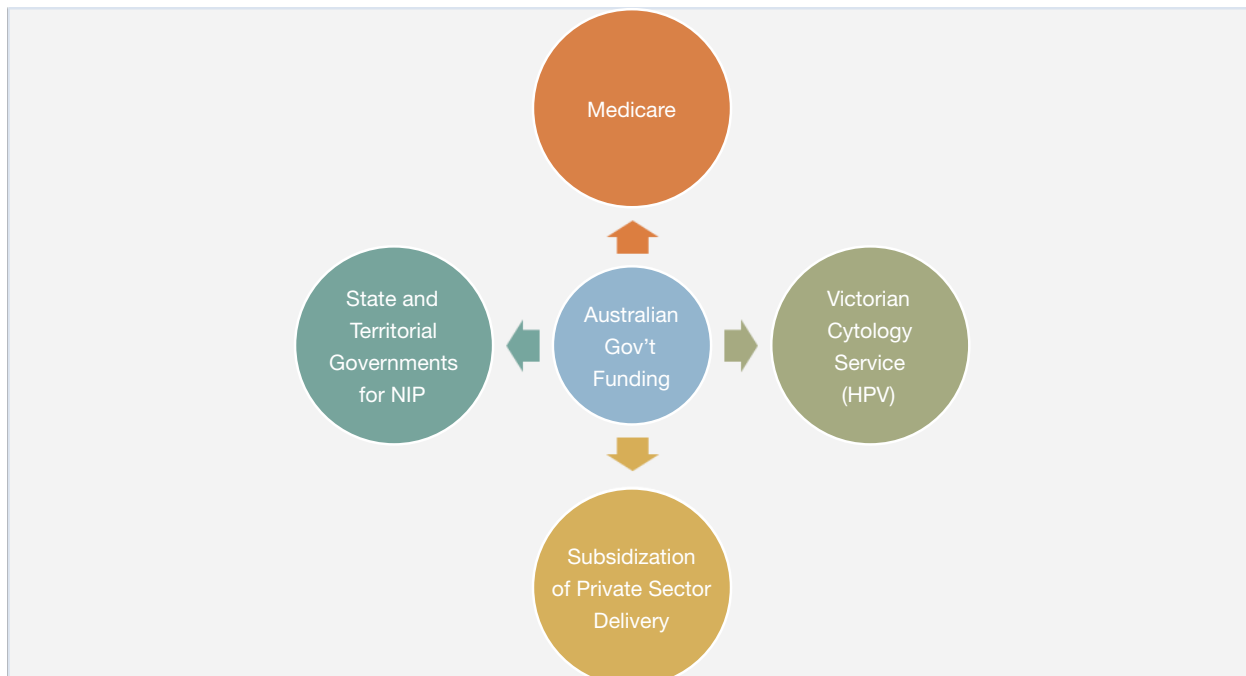 Medicare
State and
Territorial
Governments
for NIP
Australian
Gov't
Funding
Victorian
Cytology
Service
(HPV)
Subsidization
of Private Sector
Delivery